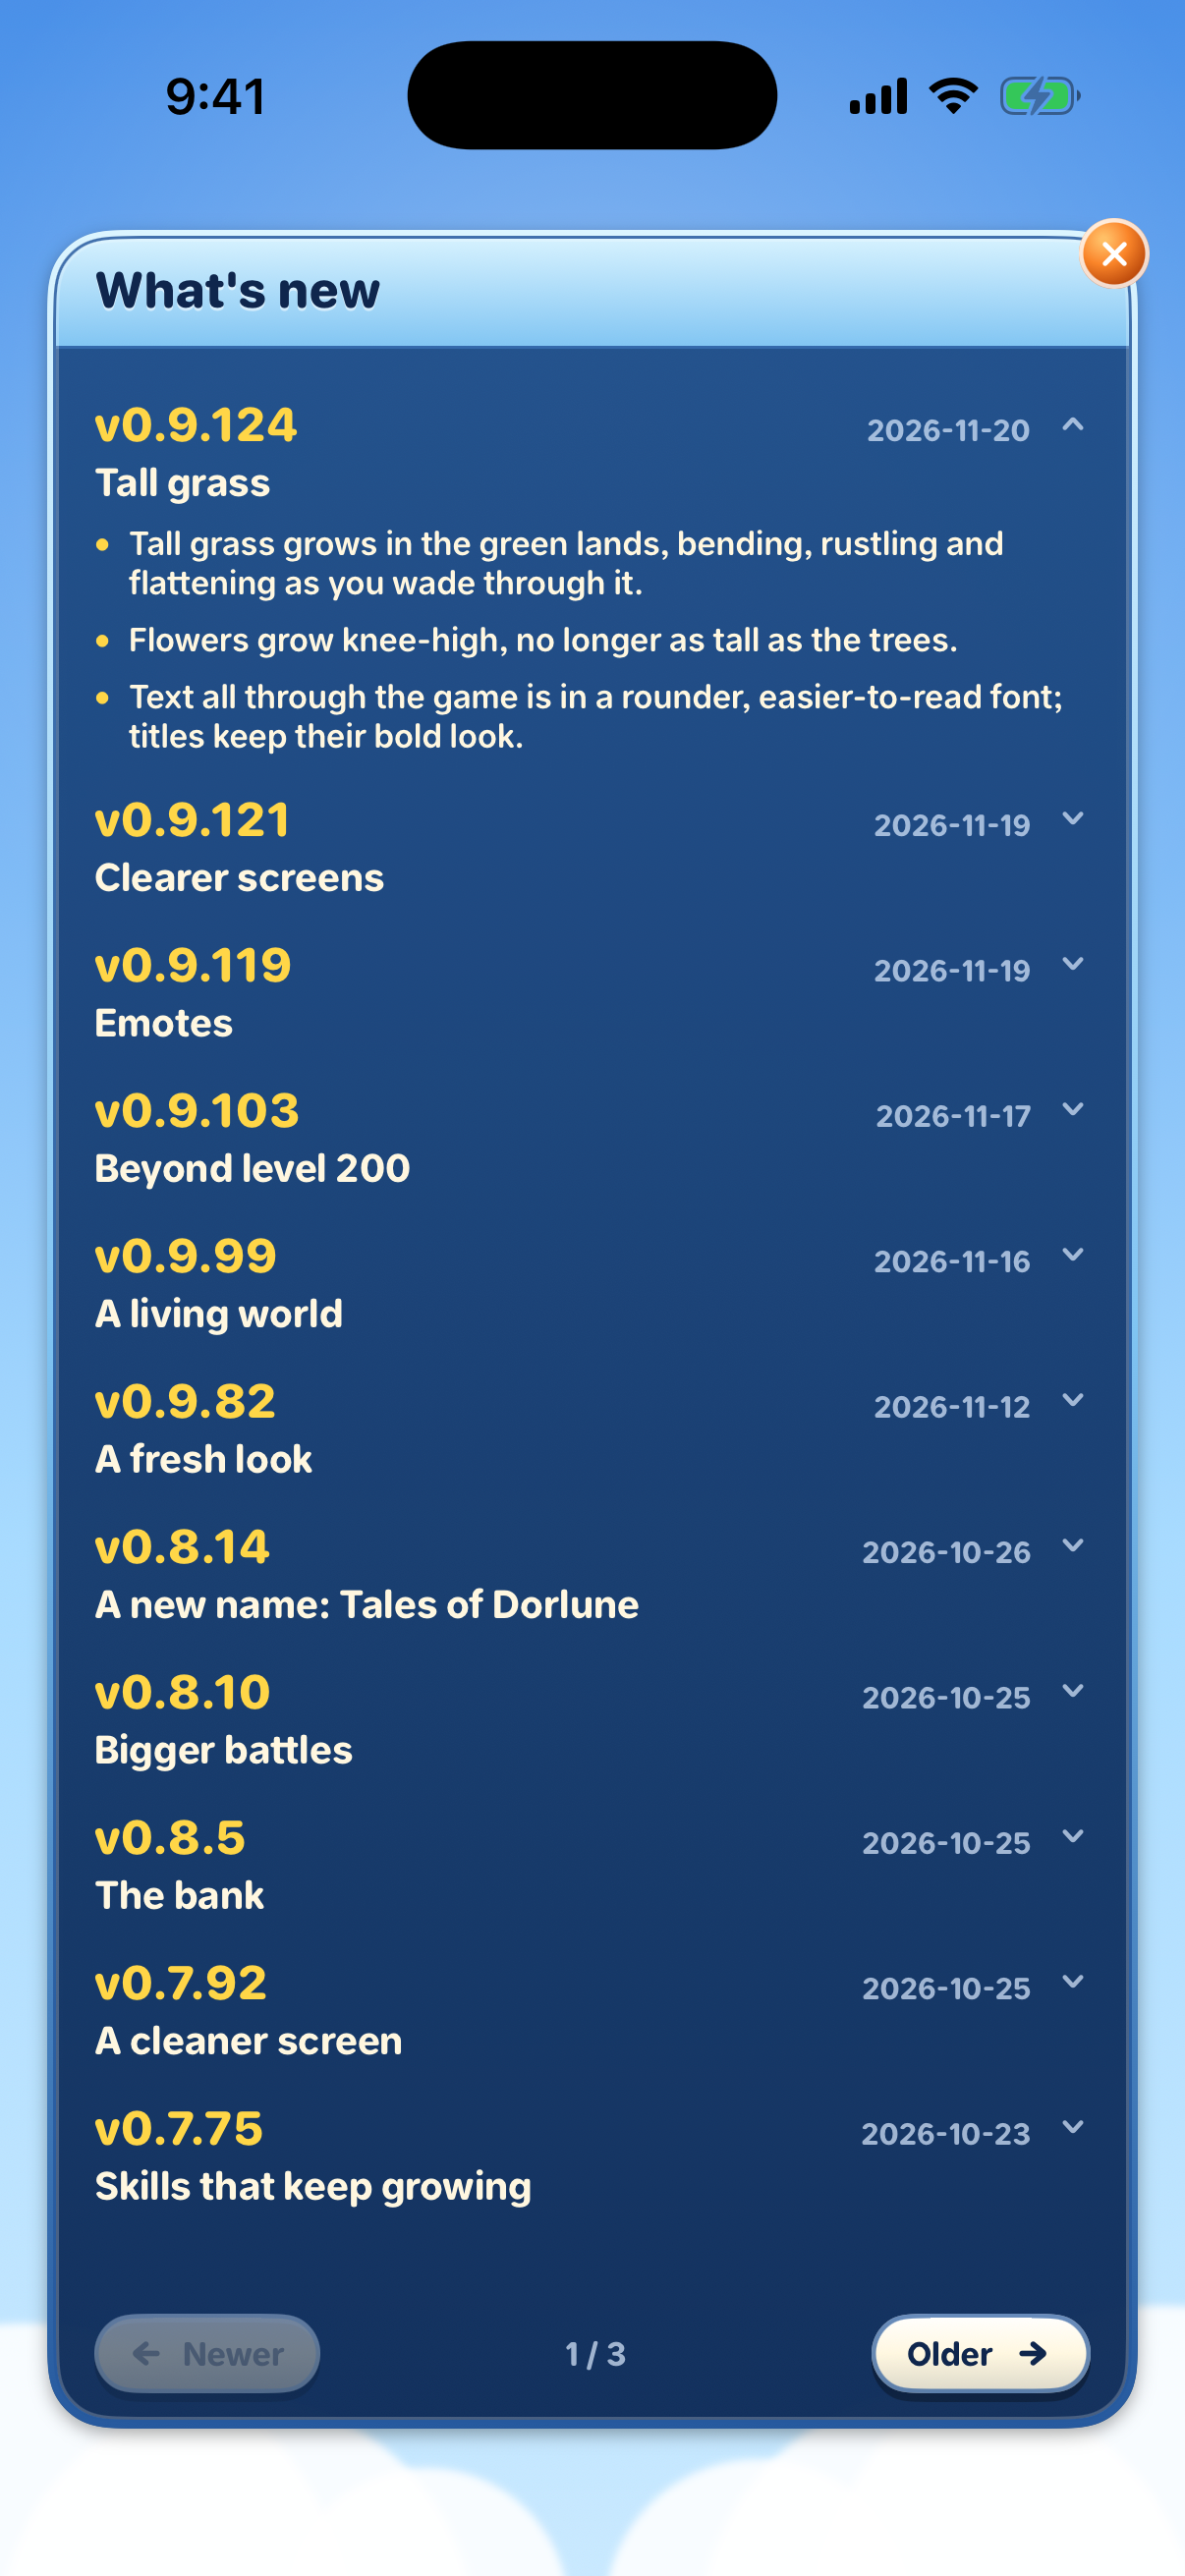 9:41
What's new
v0.9.124 2026-11-20
Tall grass
• Tall grass grows in the green lands, bending, rustling and
flattening as you wade through it.
• Flowers grow knee-high, no longer as tall as the trees.
• Text all through the game is in a rounder, easier-to-read font;
titles keep their bold look.
v0.9.121 2026-11-19
Clearer screens
v0.9.119 2026-11-19
Emotes
v0.9.103 2026-11-17
Beyond level 200
v0.9.99 2026-11-16
A living world
v0.9.82 2026-11-12
A fresh look
v0.8.14 2026-10-26
A new name: Tales of Dorlune
v0.8.10 2026-10-25
Bigger battles
v0.8.5 2026-10-25
The bank
v0.7.92 2026-10-25
A cleaner screen
v0.7.75 2026-10-23
Skills that keep growing
← Newer 1 / 3 Older →